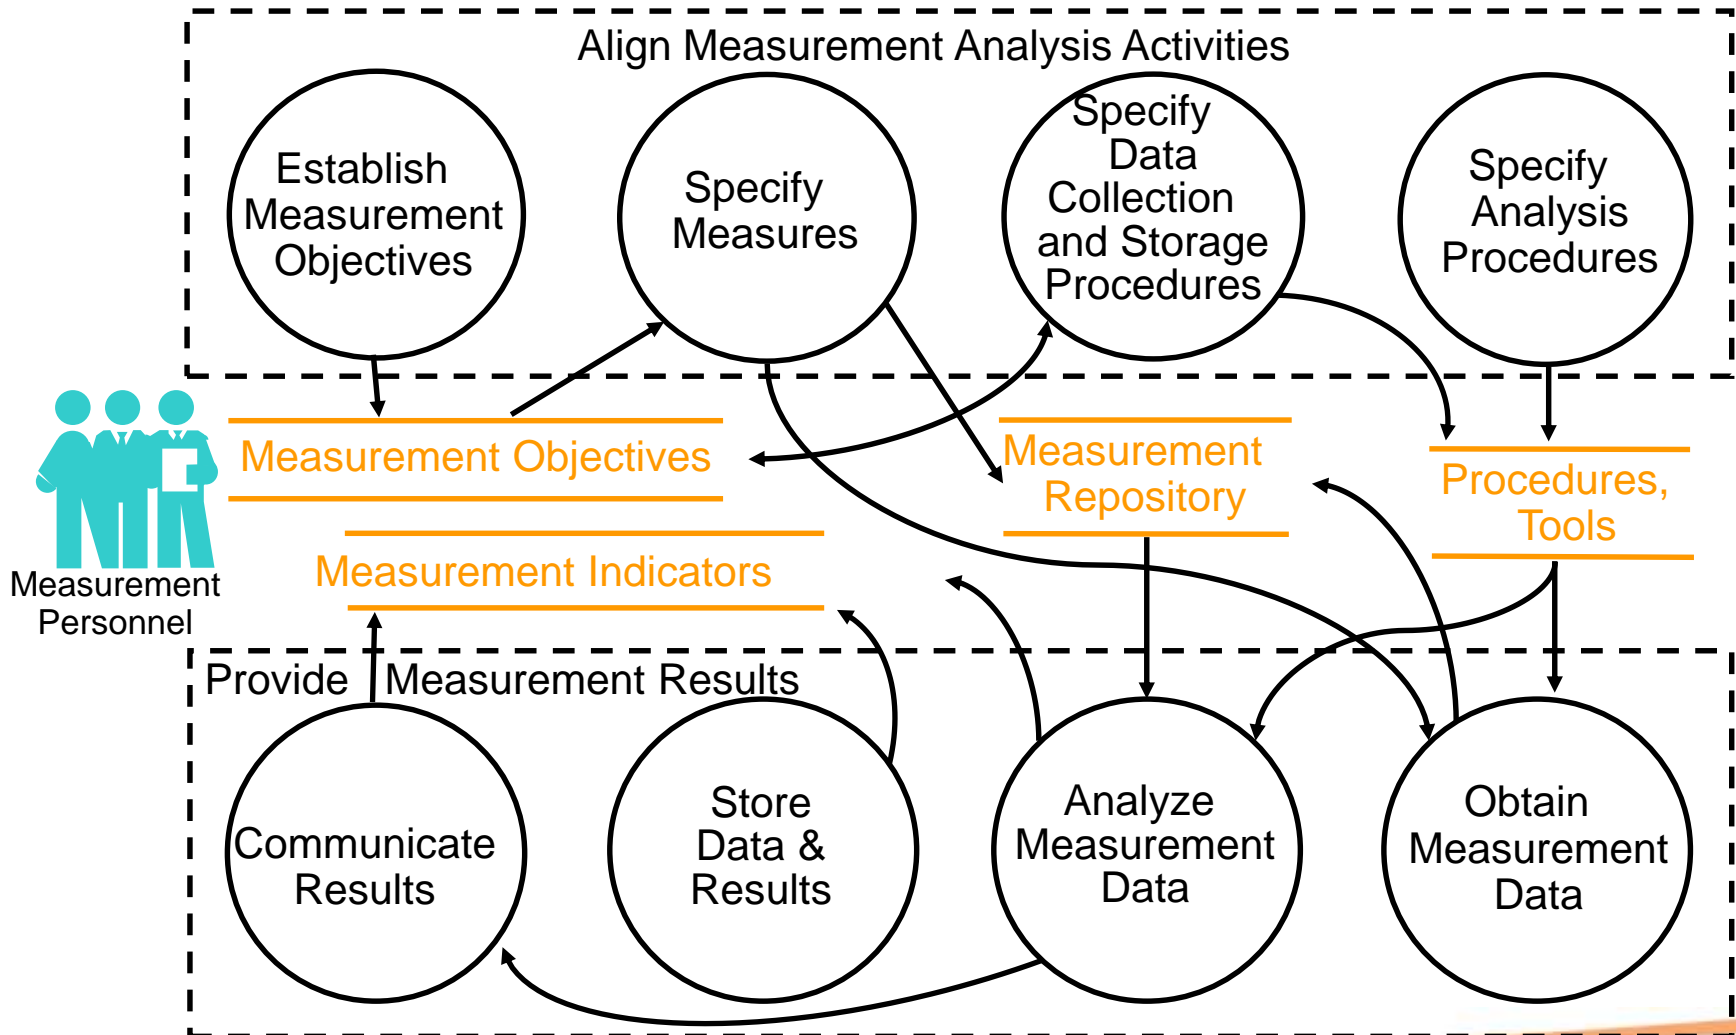 Align Measurement Analysis Activities
Establish
Measurement
Objectives
Specify
Measures
Specify
Data
Collection
and Storage
Procedures
Specify
Analysis
Procedures
Measurement Objectives
Measurement
Repository
Procedures,
Tools
Measurement Indicators
Measurement
Personnel
Provide Measurement Results
Communicate
Results
Store
Data &
Results
Analyze
Measurement
Data
Obtain
Measurement
Data